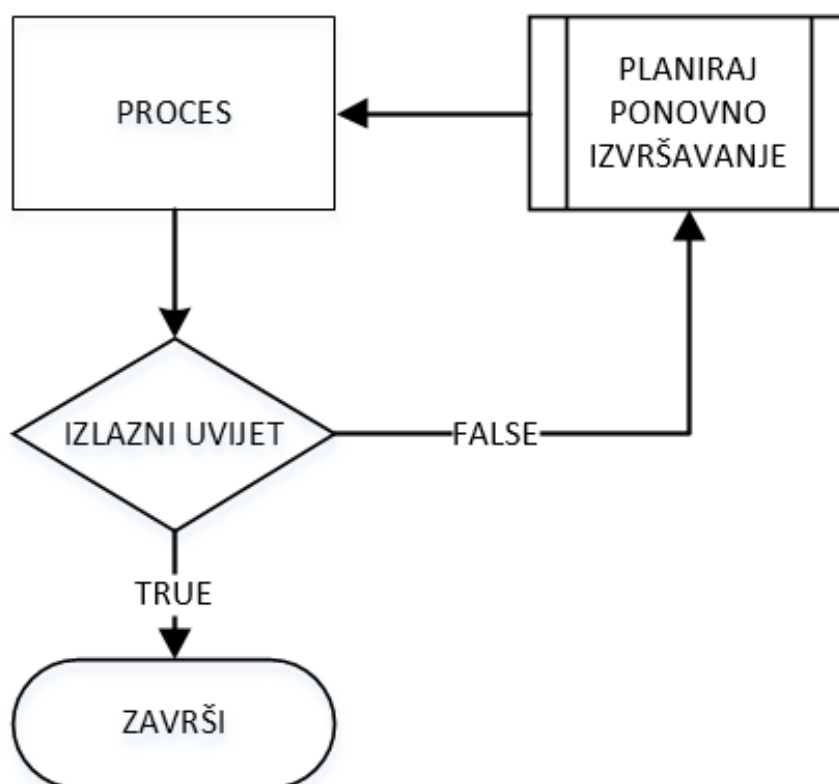 PROCES
PLANIRAJ
PONOVNO
IZVRŠAVANJE
IZLAZNI UVIJET
FALSE
TRUE
ZAVRŠI